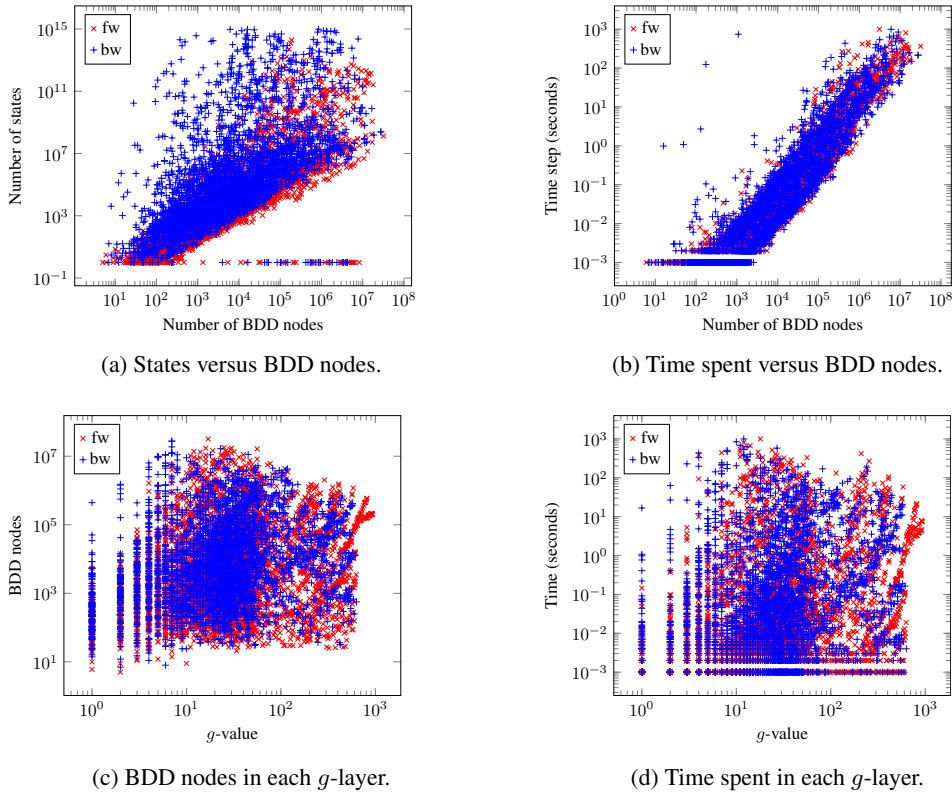 10^15
10^11
10^7
10^3
10^−1
Number of states
fw
bw
10^1 10^2 10^3 10^4 10^5 10^6 10^7 10^8
Number of BDD nodes
(a) States versus BDD nodes.
10^3
10^2
10^1
10^0
10^−1
10^−2
10^−3
Time step (seconds)
fw
bw
10^0 10^1 10^2 10^3 10^4 10^5 10^6 10^7 10^8
Number of BDD nodes
(b) Time spent versus BDD nodes.
10^7
10^5
10^3
10^1
BDD nodes
fw
bw
10^0 10^1 10^2 10^3
g-value
(c) BDD nodes in each g-layer.
10^3
10^2
10^1
10^0
10^−1
10^−2
10^−3
Time (seconds)
fw
bw
10^0 10^1 10^2 10^3
g-value
(d) Time spent in each g-layer.